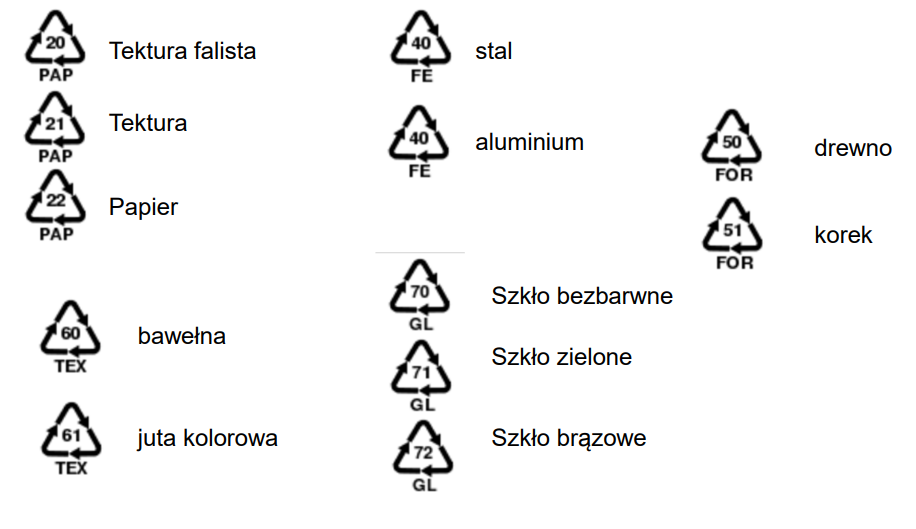 20
PAP
Tektura falista
21
PAP
Tektura
22
PAP
Papier
60
TEX
bawełna
61
TEX
juta kolorowa
40
FE
stal
40
FE
aluminium
70
GL
Szkło bezbarwne
71
GL
Szkło zielone
72
GL
Szkło brązowe
50
FOR
drewno
51
FOR
korek